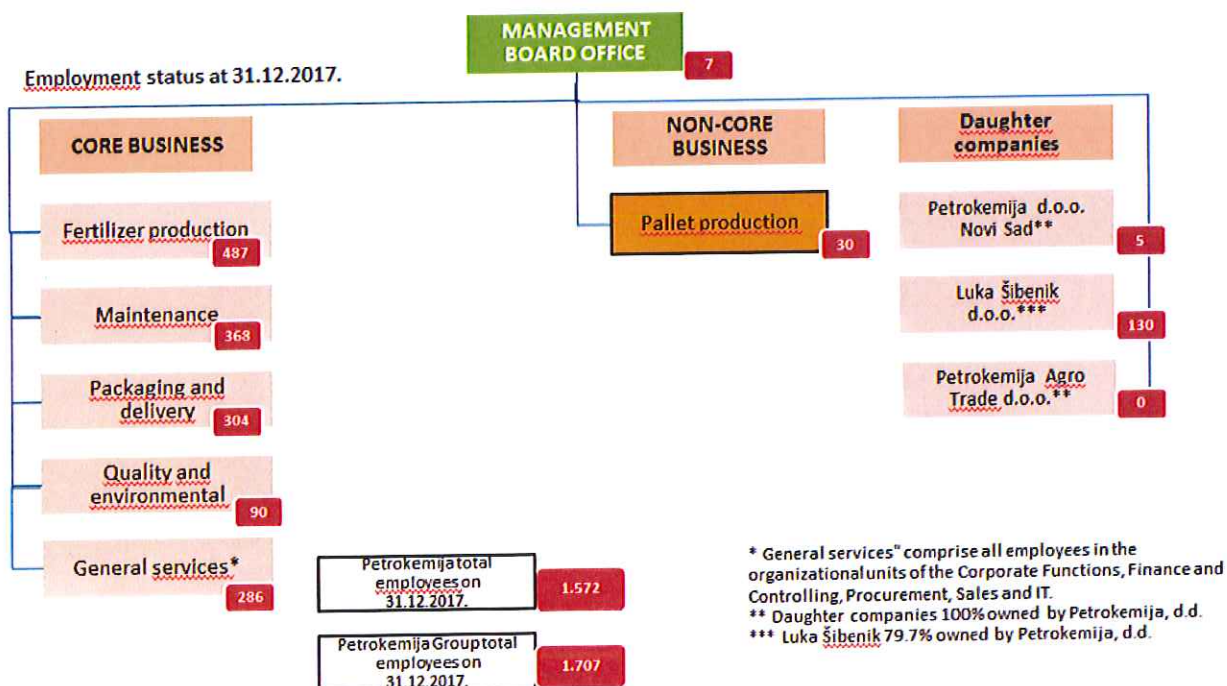 MANAGEMENT
BOARD OFFICE
7
Employment status at 31.12.2017.
CORE BUSINESS
Fertilizer production
487
Maintenance
368
Packaging and
delivery
304
Quality and
environmental
90
General services*
286
NON-CORE
BUSINESS
Pallet production
30
Daughter
companies
Petrokemija d.o.o.
Novi Sad**
5
Luka Šibenik
d.o.o.***
130
Petrokemija Agro
Trade d.o.o.**
0
Petrokemija total
employees on
31.12.2017.
1.572
Petrokemija Group total
employees on
31.12.2017.
1.707
* General services" comprise all employees in the
organizational units of the Corporate Functions, Finance and
Controlling, Procurement, Sales and IT.
** Daughter companies 100% owned by Petrokemija, d.d.
*** Luka Šibenik 79.7% owned by Petrokemija, d.d.